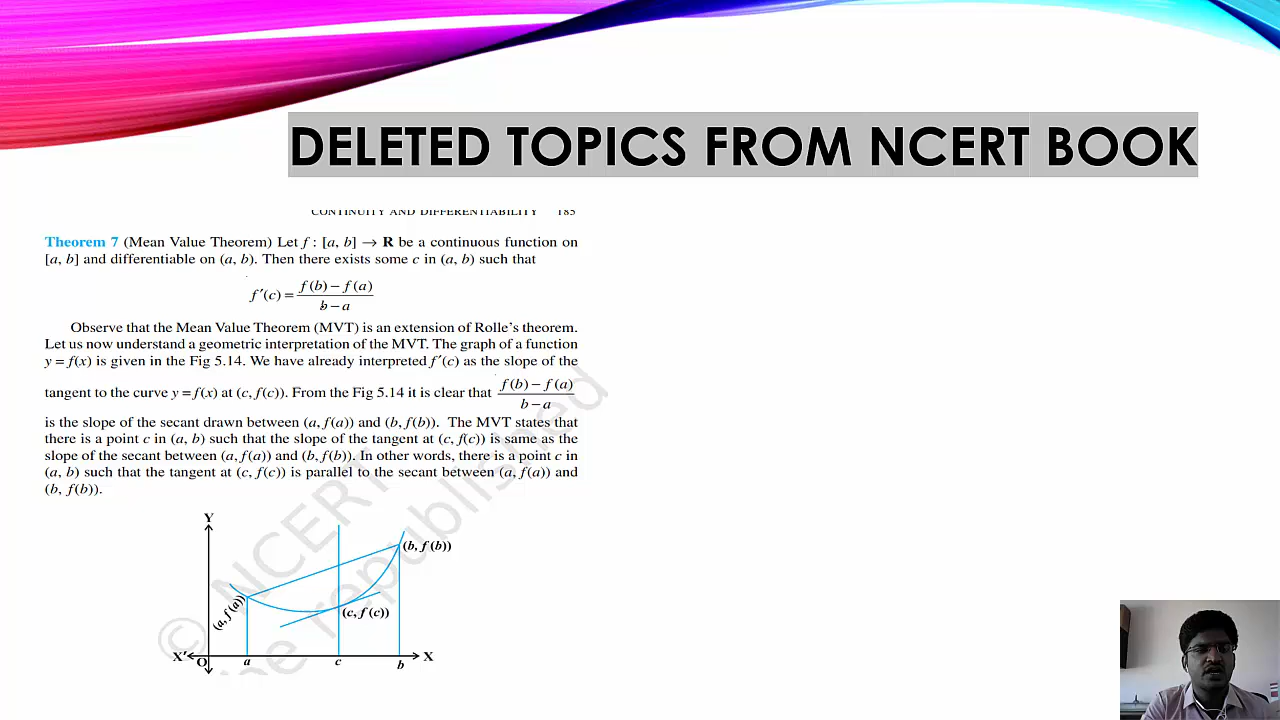 DELETED TOPICS FROM NCERT BOOK
CONTINUITY AND DIFFERENTIABILITY 185
Theorem 7 (Mean Value Theorem) Let f : [a, b] → R be a continuous function on
[a, b] and differentiable on (a, b). Then there exists some c in (a, b) such that
f′(c) = f(b) − f(a)
b − a
Observe that the Mean Value Theorem (MVT) is an extension of Rolle's theorem.
Let us now understand a geometric interpretation of the MVT. The graph of a function
y = f(x) is given in the Fig 5.14. We have already interpreted f′(c) as the slope of the
tangent to the curve y = f(x) at (c, f(c)). From the Fig 5.14 it is clear that f(b) − f(a)
b − a
is the slope of the secant drawn between (a, f(a)) and (b, f(b)). The MVT states that
there is a point c in (a, b) such that the slope of the tangent at (c, f(c)) is same as the
slope of the secant between (a, f(a)) and (b, f(b)). In other words, there is a point c in
(a, b) such that the tangent at (c, f(c)) is parallel to the secant between (a, f(a)) and
(b, f(b)).
Y
(b, f(b))
(a, f(a))
(c, f(c))
X′ O a c b X
© NCERT
be republished